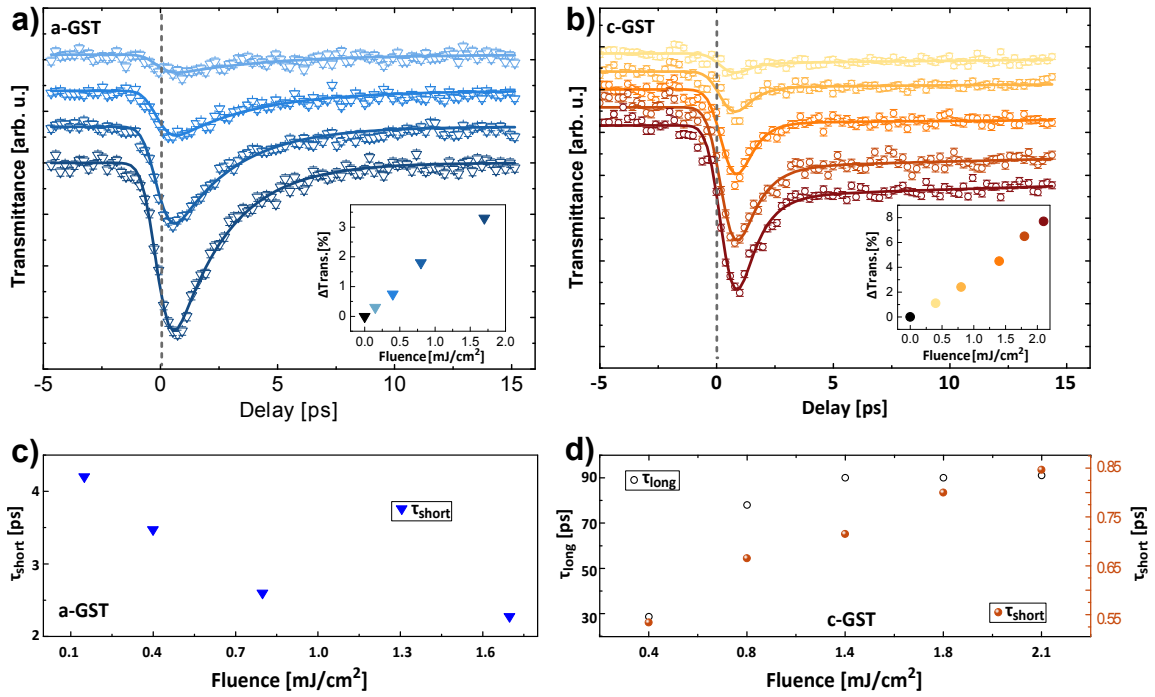 a)
a-GST
Transmittance [arb. u.]
3
2
1
0
ΔTrans.[%]
0.0 0.5 1.0 1.5 2.0
Fluence[mJ/cm²]
-5 0 5 10 15
Delay [ps]
b)
c-GST
Transmittance [arb. u.]
8
6
4
2
0
ΔTrans.[%]
0.0 0.5 1.0 1.5 2.0
Fluence[mJ/cm²]
-5 0 5 10 15
Delay [ps]
c)
4
3
2
τshort [ps]
τshort
a-GST
0.1 0.4 0.7 1.0 1.3 1.6
Fluence [mJ/cm²]
d)
90
70
50
30
τlong [ps]
τlong
0.85
0.75
0.65
0.55
τshort [ps]
τshort
c-GST
0.4 0.8 1.4 1.8 2.1
Fluence [mJ/cm²]